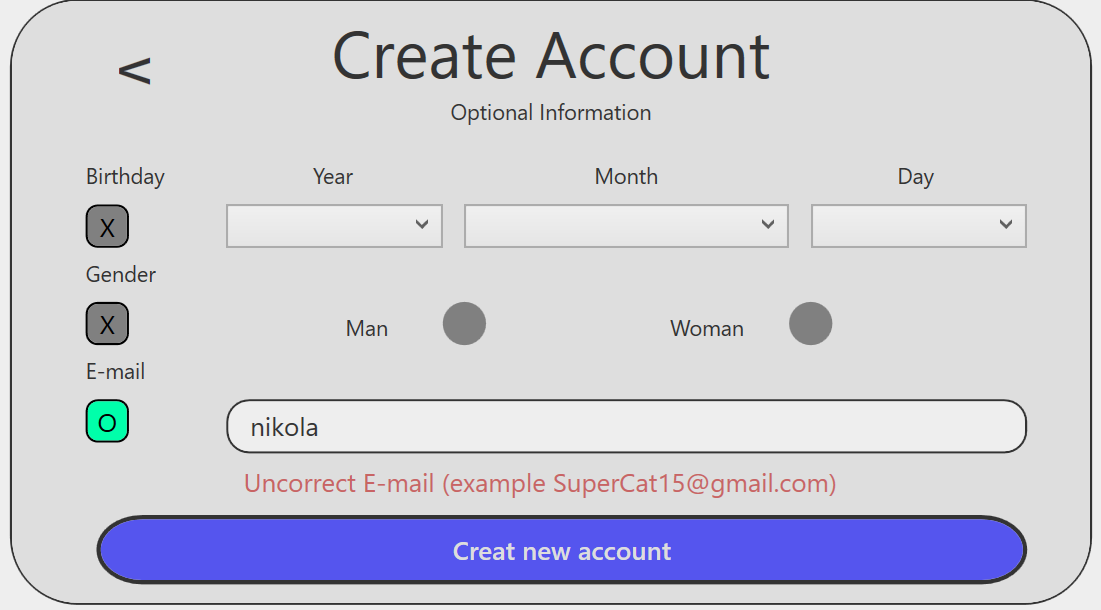 <
Create Account
Optional Information
Birthday Year Month Day
X
Gender
X Man Woman
E-mail
O nikola
Uncorrect E-mail (example SuperCat15@gmail.com)
Creat new account